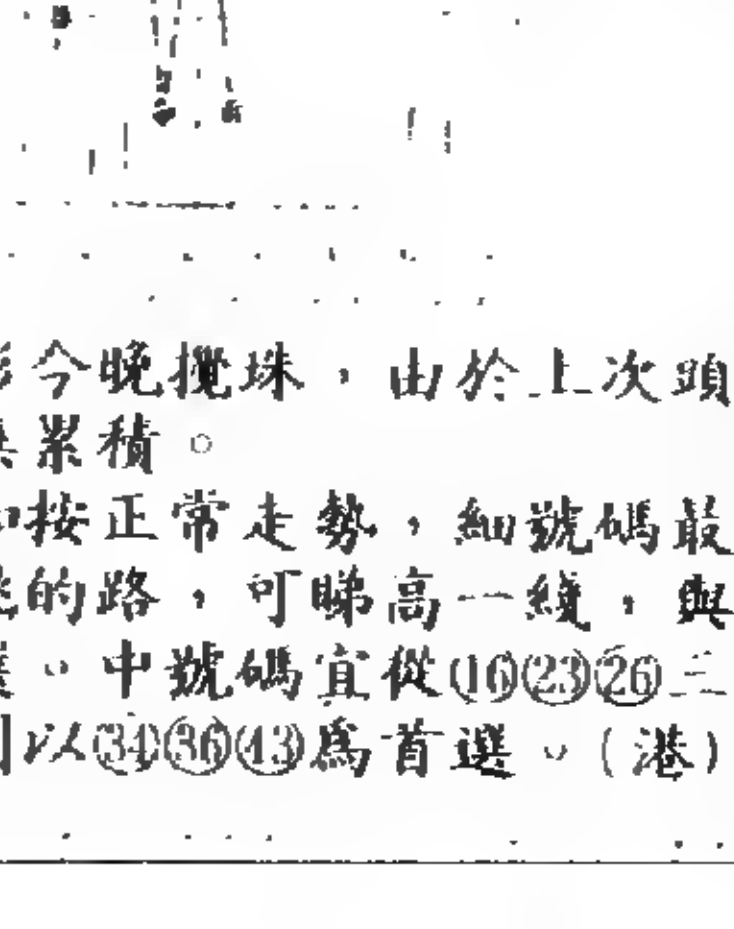 今晚攪珠，由於上次頭
累積。
按正常走勢，細號碼最
的路，可睇高一綫，與
。中號碼宜從⑯㉓㉖三
以㉞㊱㊸為首選。(港)